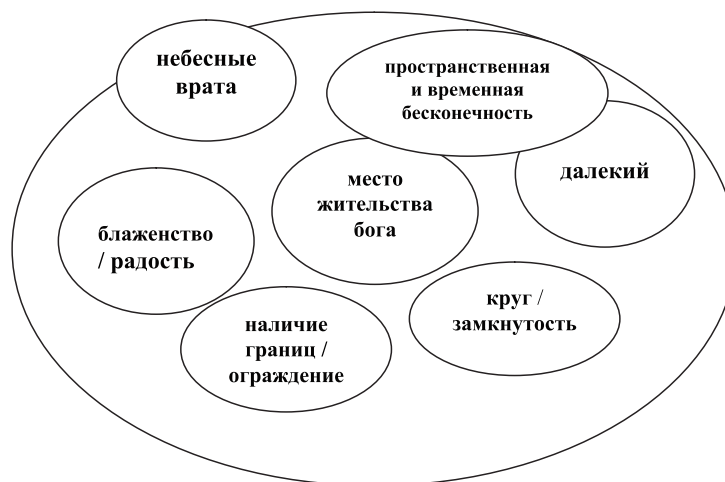 небесные
врата
пространственная
и временная
бесконечность
далекий
место
жительства
бога
блаженство
/ радость
круг /
замкнутость
наличие
границ /
ограждение